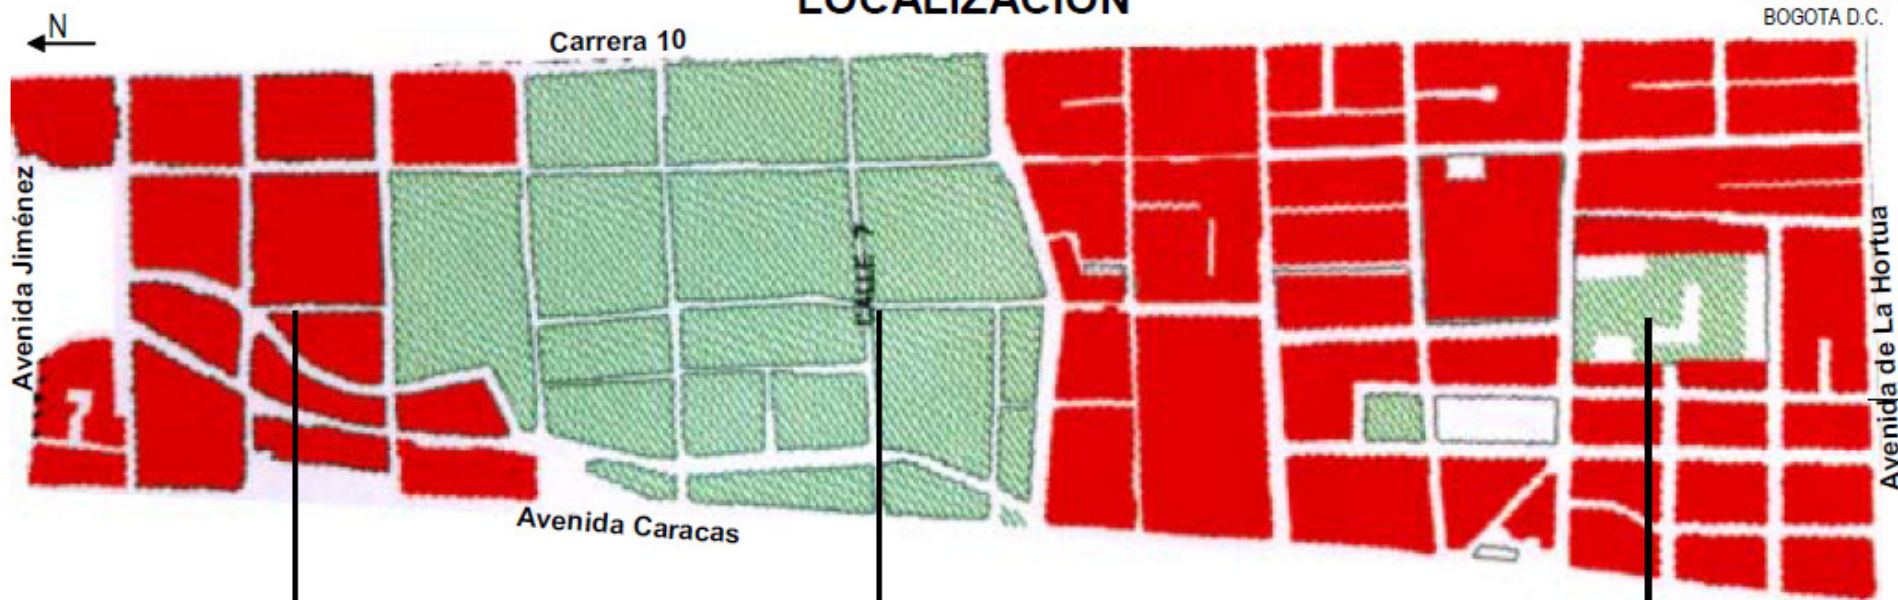 LOCALIZACION
BOGOTA D.C.
N
Carrera 10
Avenida Jiménez
CALLE 7
Avenida de La Hortua
Avenida Caracas